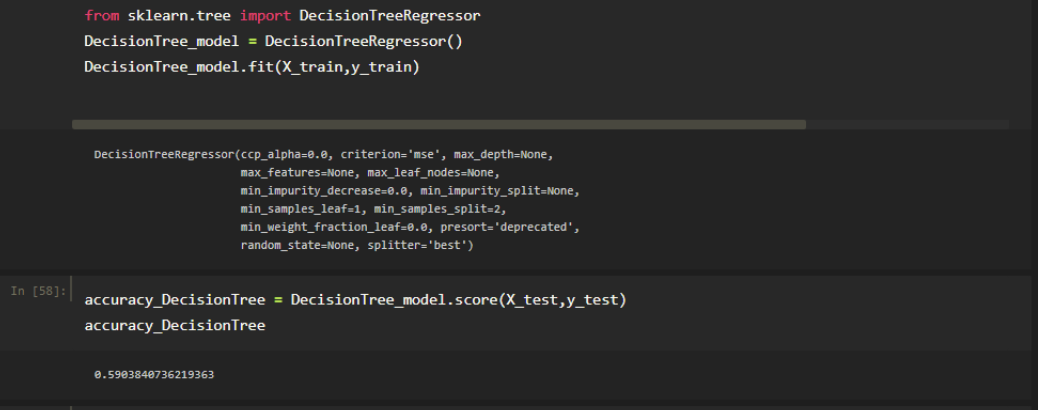 from sklearn.tree import DecisionTreeRegressor
DecisionTree_model = DecisionTreeRegressor()
DecisionTree_model.fit(X_train,y_train)
DecisionTreeRegressor(ccp_alpha=0.0, criterion='mse', max_depth=None,
max_features=None, max_leaf_nodes=None,
min_impurity_decrease=0.0, min_impurity_split=None,
min_samples_leaf=1, min_samples_split=2,
min_weight_fraction_leaf=0.0, presort='deprecated',
random_state=None, splitter='best')
In [58]:
accuracy_DecisionTree = DecisionTree_model.score(X_test,y_test)
accuracy_DecisionTree
0.5903840736219363